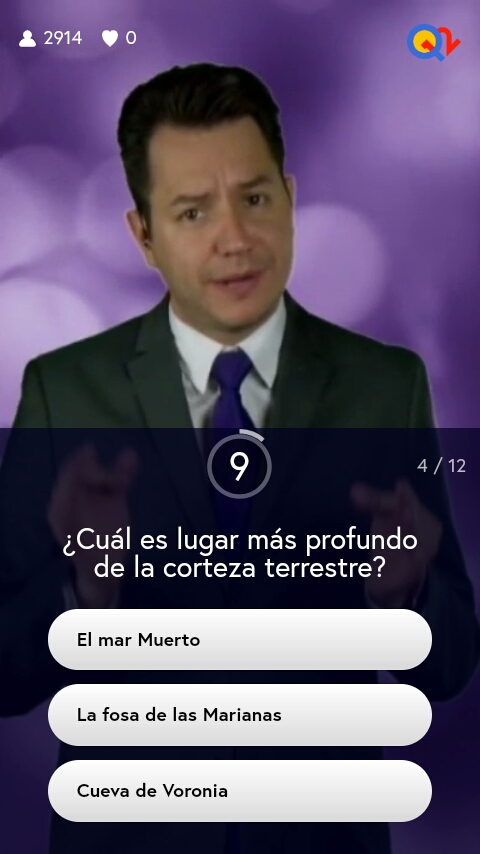 2914 0
9
4 / 12
¿Cuál es lugar más profundo
de la corteza terrestre?
El mar Muerto
La fosa de las Marianas
Cueva de Voronia